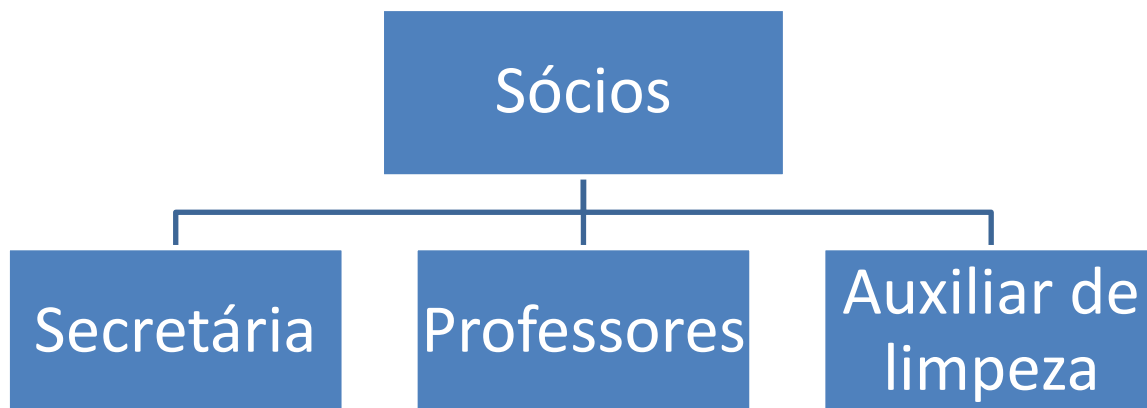 Sócios
Secretária
Professores
Auxiliar de
limpeza